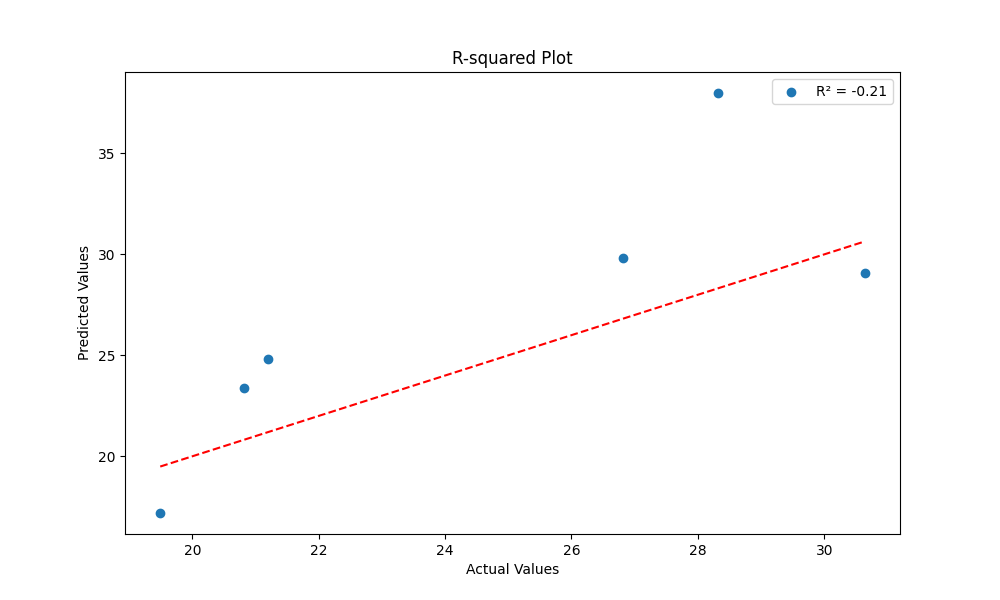 R-squared Plot
R² = -0.21
Predicted Values
35
30
25
20
20 22 24 26 28 30
Actual Values